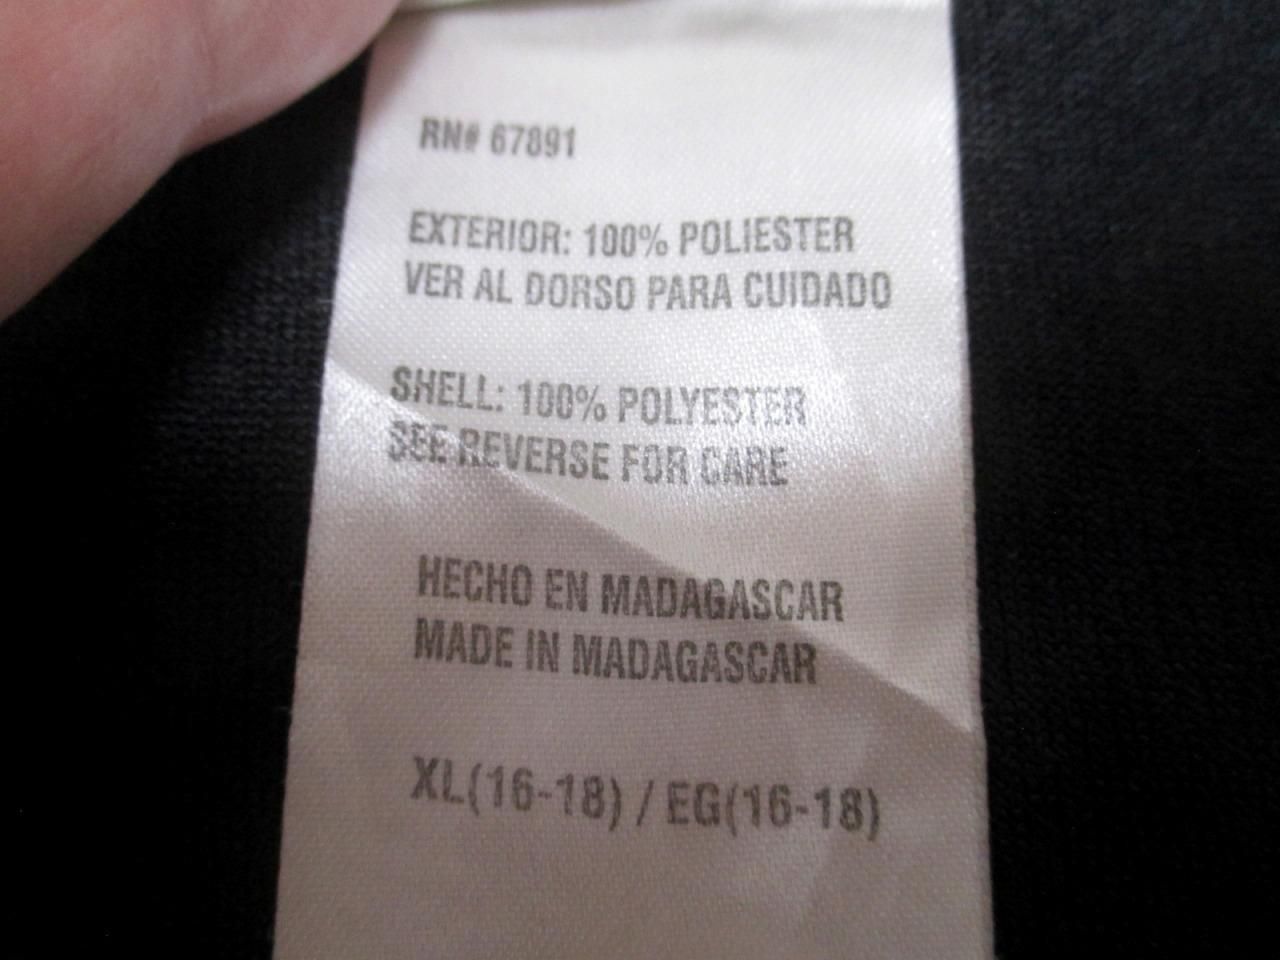 RN# 67891
EXTERIOR: 100% POLIESTER
VER AL DORSO PARA CUIDADO
SHELL: 100% POLYESTER
SEE REVERSE FOR CARE
HECHO EN MADAGASCAR
MADE IN MADAGASCAR
XL(16-18) / EG(16-18)